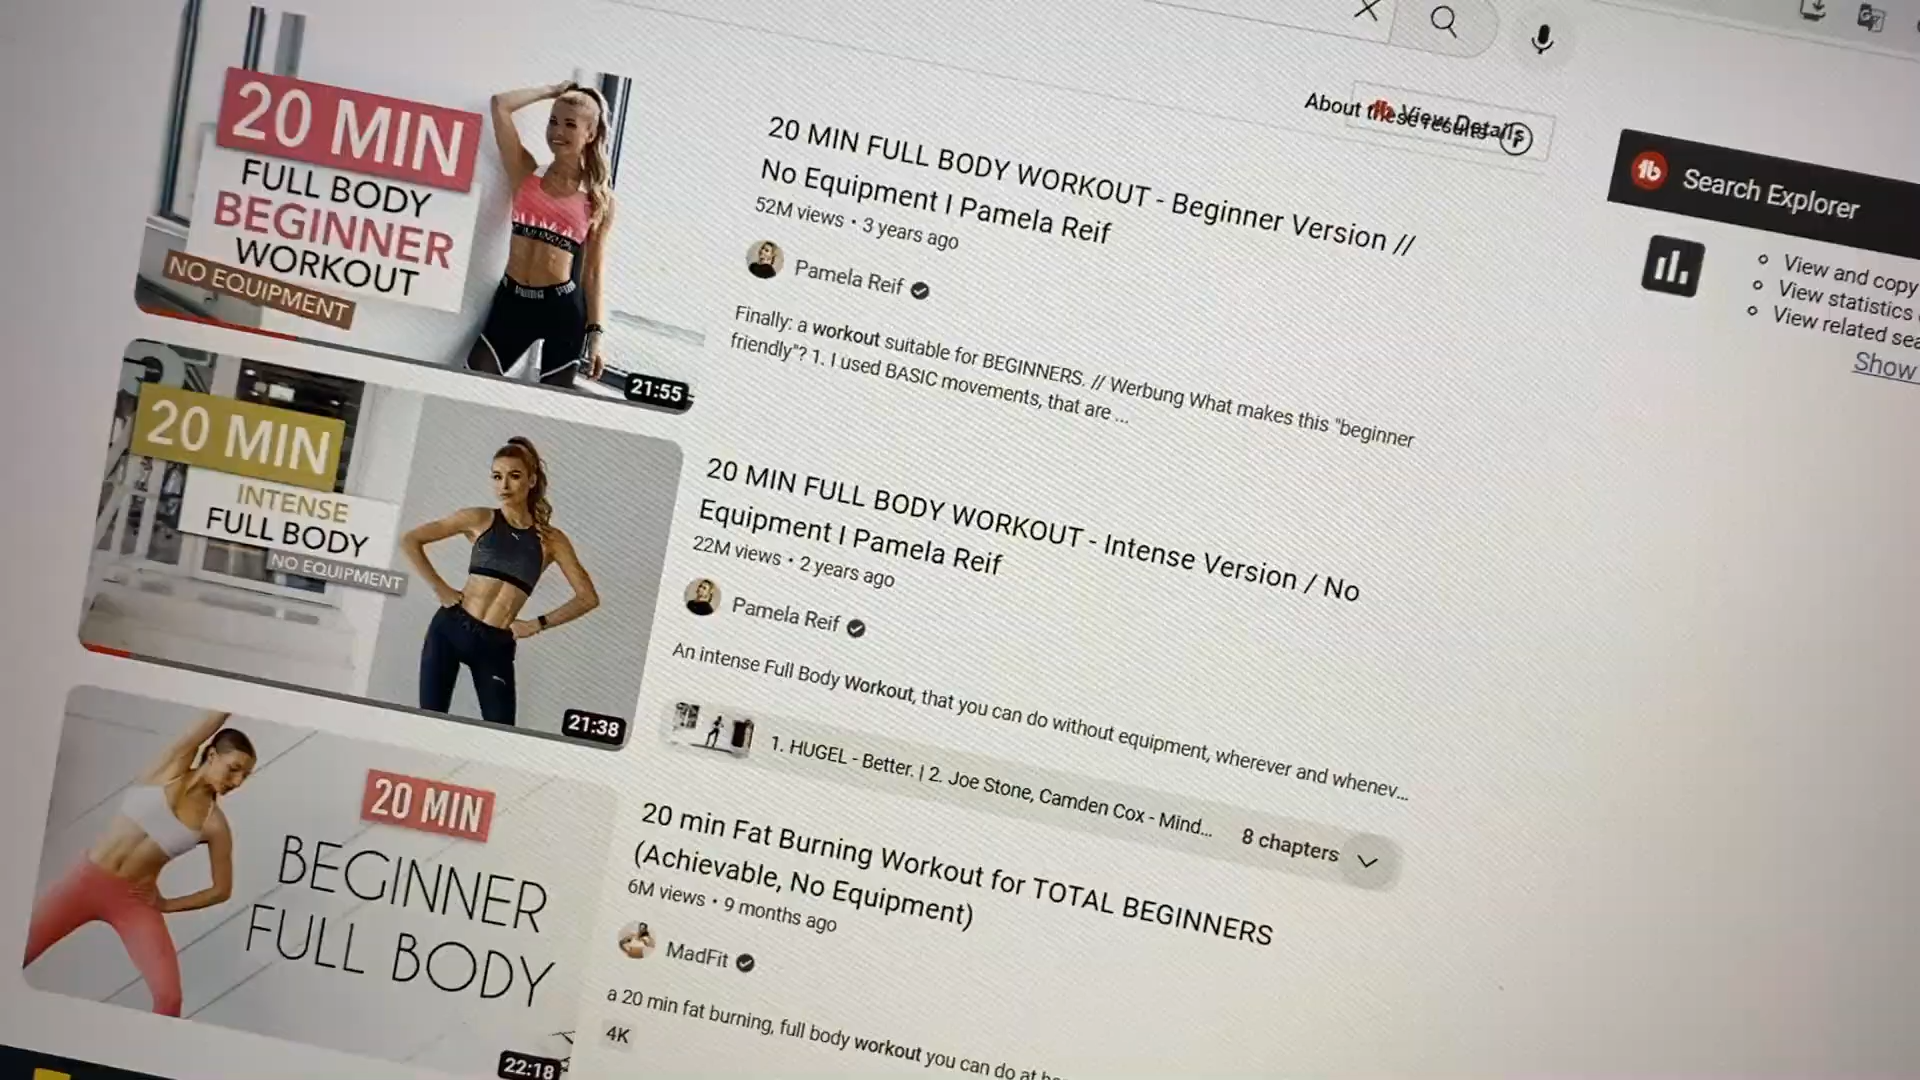 20 MIN
FULL BODY
BEGINNER
WORKOUT
NO EQUIPMENT
21:55
20 MIN FULL BODY WORKOUT - Beginner Version //
No Equipment I Pamela Reif
52M views • 3 years ago
Pamela Reif
Finally: a workout suitable for BEGINNERS. // Werbung What makes this "beginner
friendly"? 1. I used BASIC movements, that are ...
About these results
View Details
Search Explorer
View and copy
View statistics
View related sea
Show
20 MIN
INTENSE
FULL BODY
NO EQUIPMENT
21:38
20 MIN FULL BODY WORKOUT - Intense Version / No
Equipment I Pamela Reif
22M views • 2 years ago
Pamela Reif
An intense Full Body Workout, that you can do without equipment, wherever and whenev...
1. HUGEL - Better. | 2. Joe Stone, Camden Cox - Mind...
8 chapters
20 MIN
BEGINNER
FULL BODY
22:18
20 min Fat Burning Workout for TOTAL BEGINNERS
(Achievable, No Equipment)
6M views • 9 months ago
MadFit
a 20 min fat burning, full body workout you can do at
4K